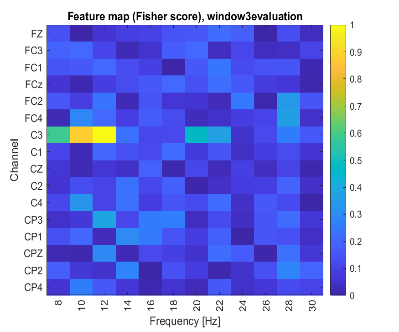 Feature map (Fisher score), window3evaluation
FZ
FC3
FC1
FCz
FC2
FC4
C3
C1
CZ
C2
C4
CP3
CP1
CPZ
CP2
CP4
Channel
8 10 12 14 16 18 20 22 24 26 28 30
Frequency [Hz]
1
0.9
0.8
0.7
0.6
0.5
0.4
0.3
0.2
0.1
0